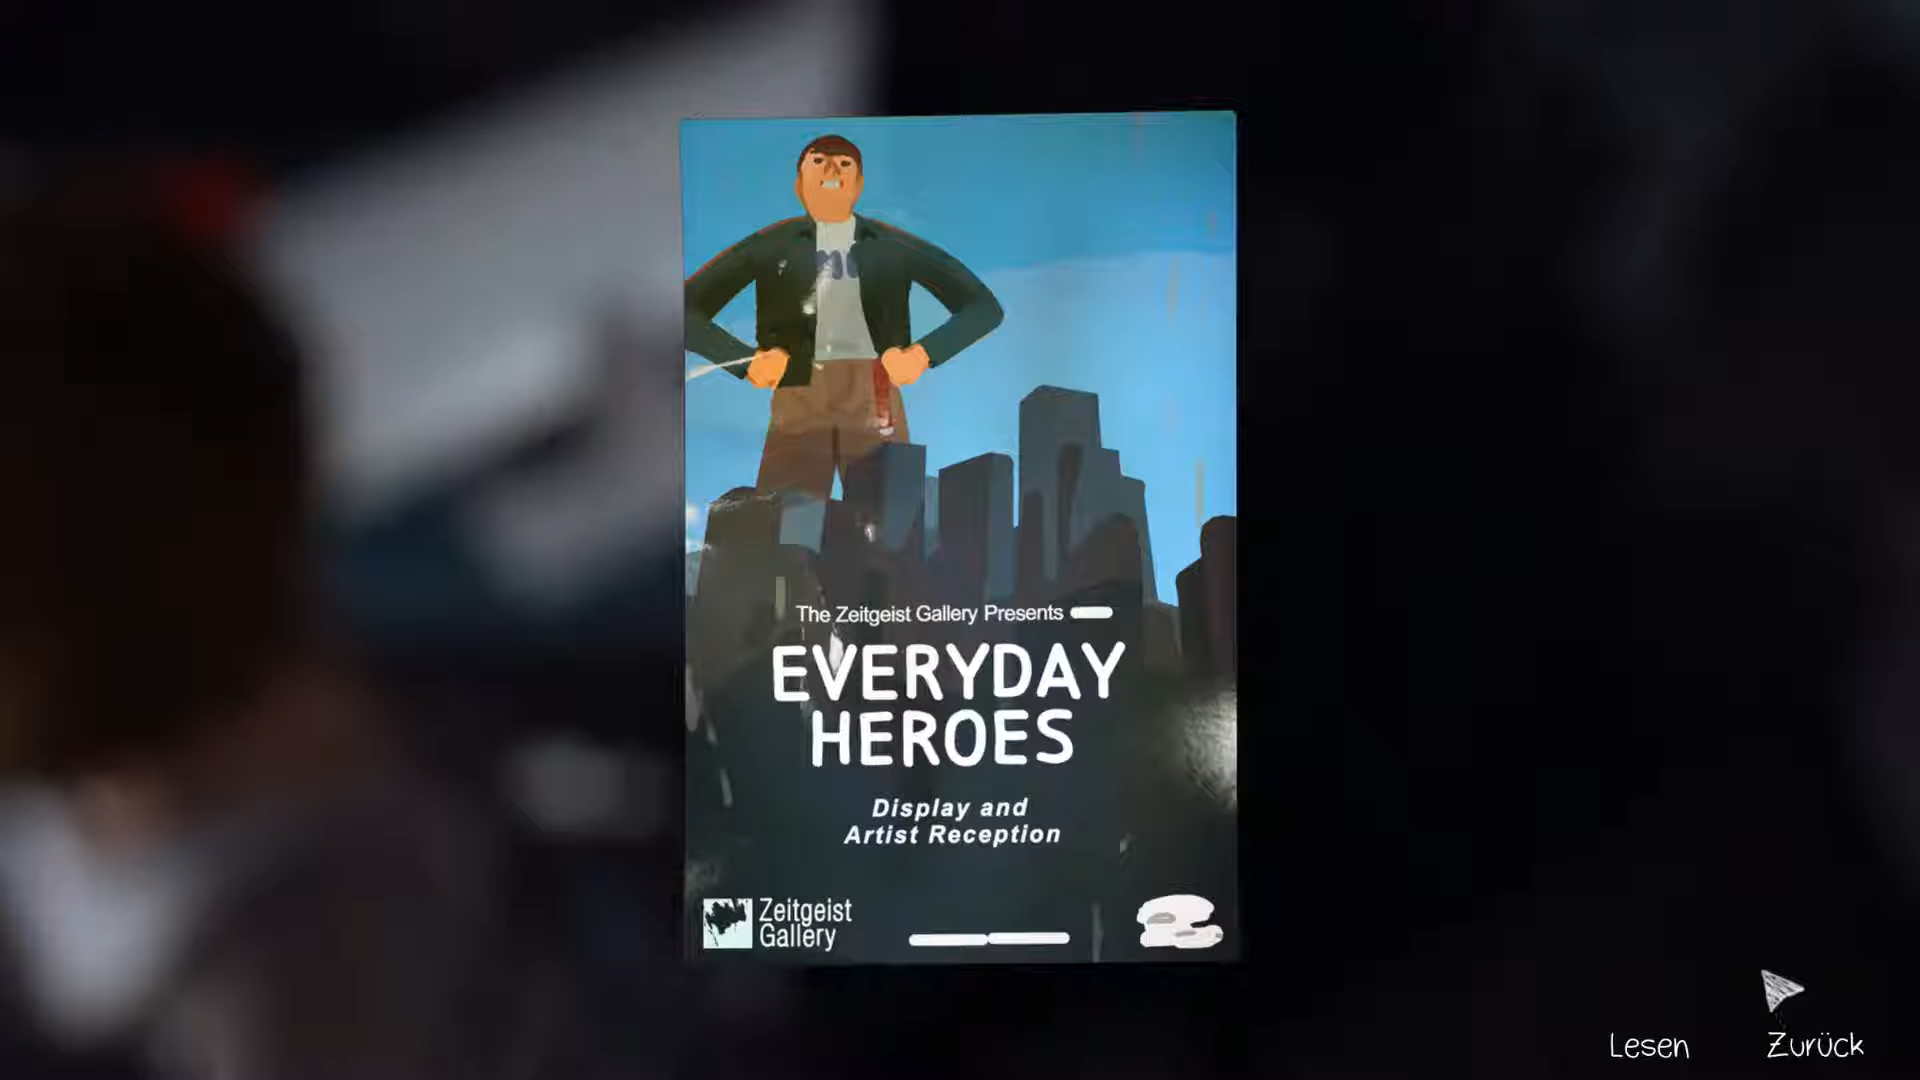 The Zeitgeist Gallery Presents
EVERYDAY
HEROES
Display and
Artist Reception
Zeitgeist
Gallery
Lesen
Zurück